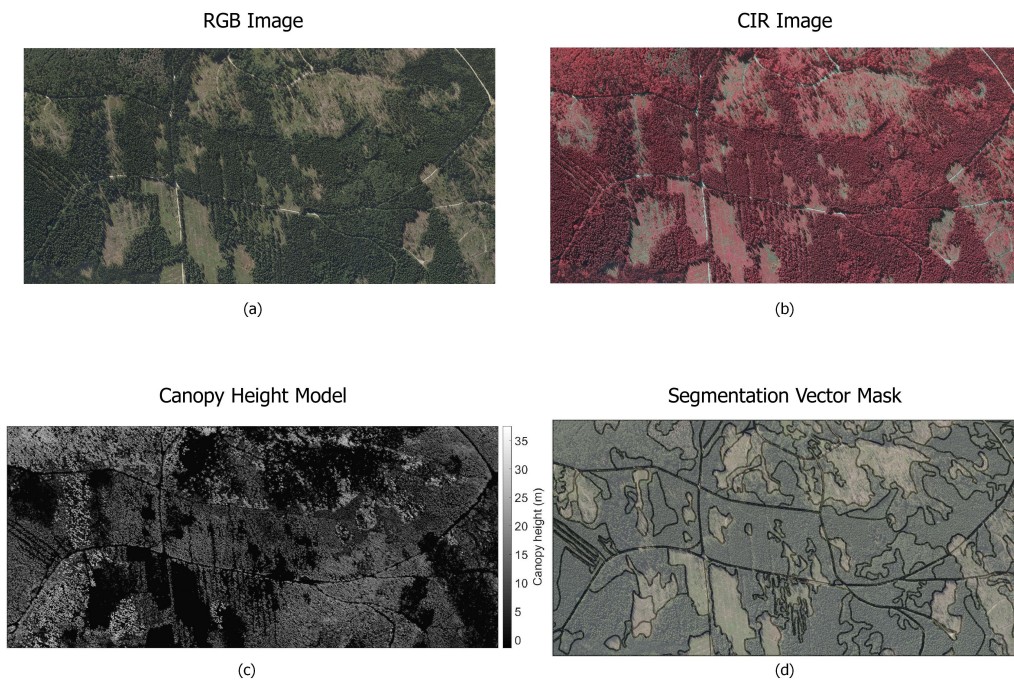 RGB Image
CIR Image
(a)
(b)
Canopy Height Model
Segmentation Vector Mask
35
30
25
20
15
10
5
0
Canopy height (m)
(c)
(d)